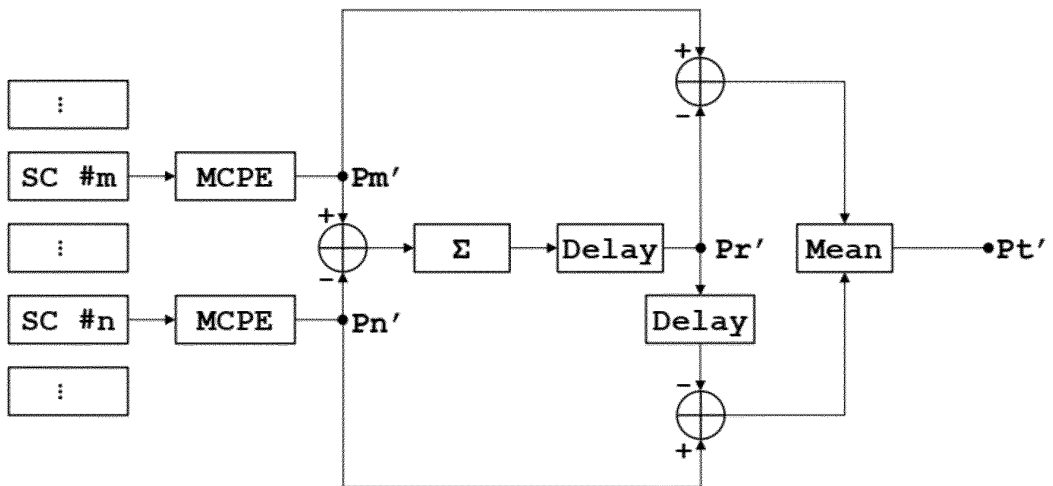 ⋮
SC #m
MCPE
Pm'
⋮
SC #n
MCPE
Pn'
⋮
+
-
Σ
Delay
Pr'
Delay
+
-
-
+
Mean
Pt'